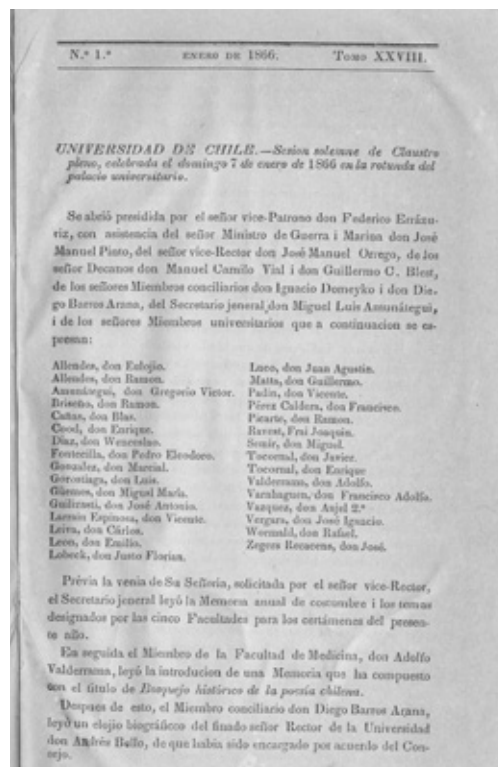 N.° 1.° ENERO DE 1866. TOMO XXVIII.
UNIVERSIDAD DE CHILE.—Sesion solemne de Claustro
pleno, celebrada el domingo 7 de enero de 1866 en la rotunda del
palacio universitario.
Se abrió presidida por el señor vice-Patrono don Federico Errázu-
riz, con asistencia del señor Ministro de Guerra i Marina don José
Manuel Pinto, del señor vice-Rector don José Manuel Orrego, de los
señor Decanos don Manuel Camilo Vial i don Guillermo C. Blest,
de los señores Miembros conciliarios don Ignacio Domeyko i don Die-
go Barros Arana, del Secretario jeneral don Miguel Luis Amunátegui,
i de los señores Miembros universitarios que a continuacion se es-
presan:
Allendes, don Eulojio.
Allendes, don Ramon.
Amunátegui, don Gregorio Victor.
Briseño, don Ramon.
Cañas, don Blas.
Cood, don Enrique.
Diaz, don Wenceslao.
Fontecilla, don Pedro Eleodoro.
Gonzalez, don Marcial.
Gorostiaga, don Luis.
Güemes, don Miguel María.
Guilizasti, don José Antonio.
Larrain Espinosa, don Vicente.
Leiva, don Cárlos.
Leon, don Emilio.
Lobeck, don Justo Florian.
Luco, don Juan Agustin.
Matta, don Guillermo.
Padin, don Vicente.
Pérez Caldera, don Francisco.
Picarte, don Ramon.
Ravest, Frai Joaquin.
Semir, don Miguel.
Tocornal, don Javier.
Tocornal, don Enrique
Valderrama, don Adolfo.
Varnhaguen, don Francisco Adolfo.
Vazquez, don Anjel 2.°
Vergara, don José Ignacio.
Wormald, don Rafael.
Zegers Recacens, don José.
Prévia la venia de Su Señoría, solicitada por el señor vice-Rector,
el Secretario jeneral leyó la Memoria anual de costumbre i los temas
designados por las cinco Facultades para los certámenes del presen-
te año.
En seguida el Miembro de la Facultad de Medicina, don Adolfo
Valderrama, leyó la introducion de una Memoria que ha compuesto
con el título de Bosquejo histórico de la poesía chilena.
Despues de esto, el Miembro conciliario don Diego Barros Arana,
leyó un elojio biográfico del finado señor Rector de la Universidad
don Andrés Bello, de que habia sido encargado por acuerdo del Con-
sejo.